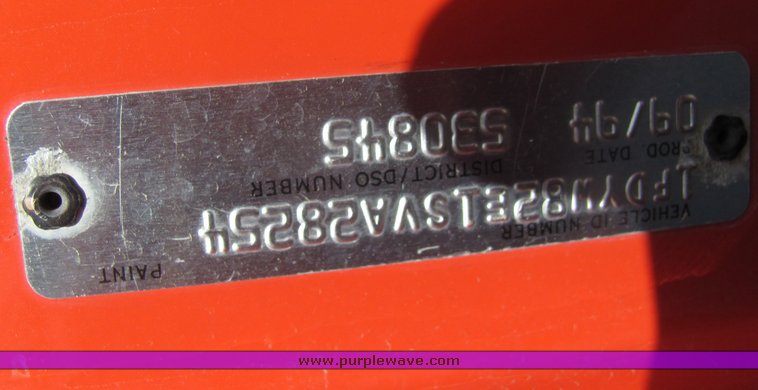 VEHICLE ID NUMBER PAINT
1FDYW82E1SVA28254
PROD. DATE DISTRICT/DSO NUMBER
09/94 530845
www.purplewave.com